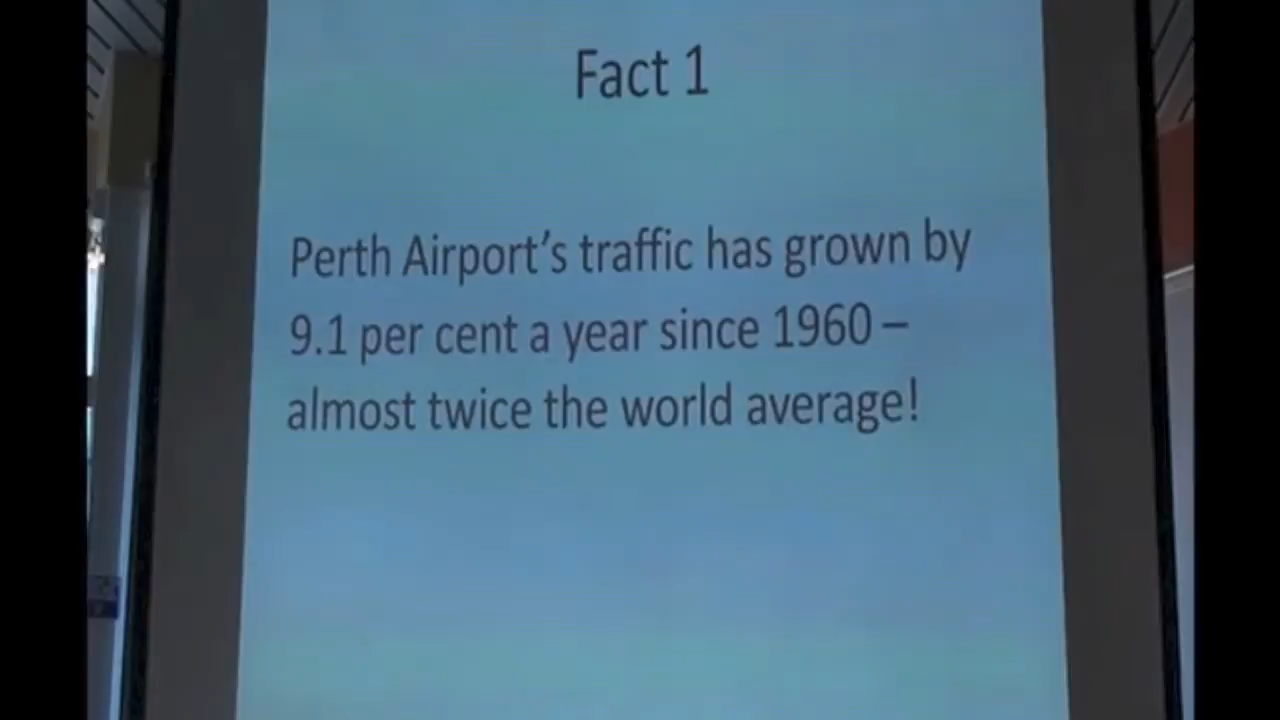 Fact 1
Perth Airport's traffic has grown by
9.1 per cent a year since 1960 –
almost twice the world average!